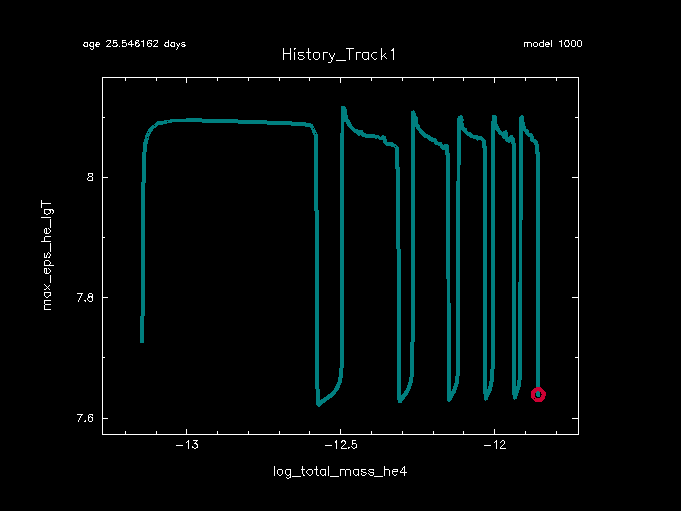 age 25.546162 days
model 1000
History_Track1
max_eps_he_lgT
8
7.8
7.6
−13
−12.5
−12
log_total_mass_he4